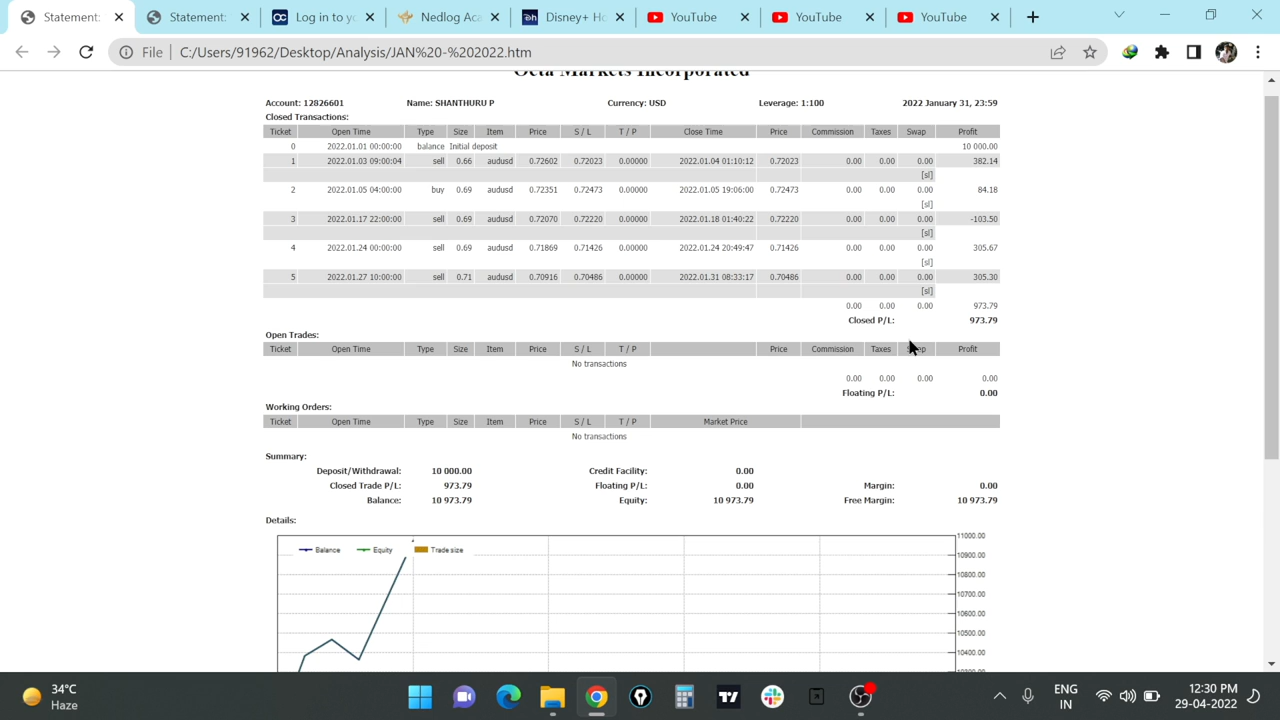 Statement:
Statement:
Log in to yo
Nedlog Aca
Disney+ Ho
YouTube
YouTube
YouTube
File C:/Users/91962/Desktop/Analysis/JAN%20-%202022.htm
Octa Markets Incorporated
Account: 12826601 Name: SHANTHURU P Currency: USD Leverage: 1:100 2022 January 31, 23:59
Closed Transactions:
Ticket Open Time Type Size Item Price S / L T / P Close Time Price Commission Taxes Swap Profit
0 2022.01.01 00:00:00 balance Initial deposit 10 000.00
1 2022.01.03 09:00:04 sell 0.66 audusd 0.72602 0.72023 0.00000 2022.01.04 01:10:12 0.72023 0.00 0.00 0.00 382.14
[sl]
2 2022.01.05 04:00:00 buy 0.69 audusd 0.72351 0.72473 0.00000 2022.01.05 19:06:00 0.72473 0.00 0.00 0.00 84.18
[sl]
3 2022.01.17 22:00:00 sell 0.69 audusd 0.72070 0.72220 0.00000 2022.01.18 01:40:22 0.72220 0.00 0.00 0.00 -103.50
[sl]
4 2022.01.24 00:00:00 sell 0.69 audusd 0.71869 0.71426 0.00000 2022.01.24 20:49:47 0.71426 0.00 0.00 0.00 305.67
[sl]
5 2022.01.27 10:00:00 sell 0.71 audusd 0.70916 0.70486 0.00000 2022.01.31 08:33:17 0.70486 0.00 0.00 0.00 305.30
[sl]
0.00 0.00 0.00 973.79
Closed P/L: 973.79
Open Trades:
Ticket Open Time Type Size Item Price S / L T / P Price Commission Taxes Swap Profit
No transactions
0.00 0.00 0.00 0.00
Floating P/L: 0.00
Working Orders:
Ticket Open Time Type Size Item Price S / L T / P Market Price
No transactions
Summary:
Deposit/Withdrawal: 10 000.00 Credit Facility: 0.00
Closed Trade P/L: 973.79 Floating P/L: 0.00 Margin: 0.00
Balance: 10 973.79 Equity: 10 973.79 Free Margin: 10 973.79
Details:
Balance Equity Trade size
11000.00
10900.00
10800.00
10700.00
10600.00
10500.00
10400.00
34°C
Haze
ENG
IN
12:30 PM
29-04-2022